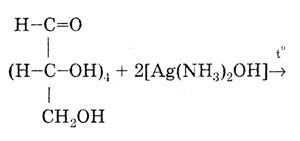 H–C=O
(H–C–OH)₄ + 2[Ag(NH₃)₂OH] t° →
CH₂OH